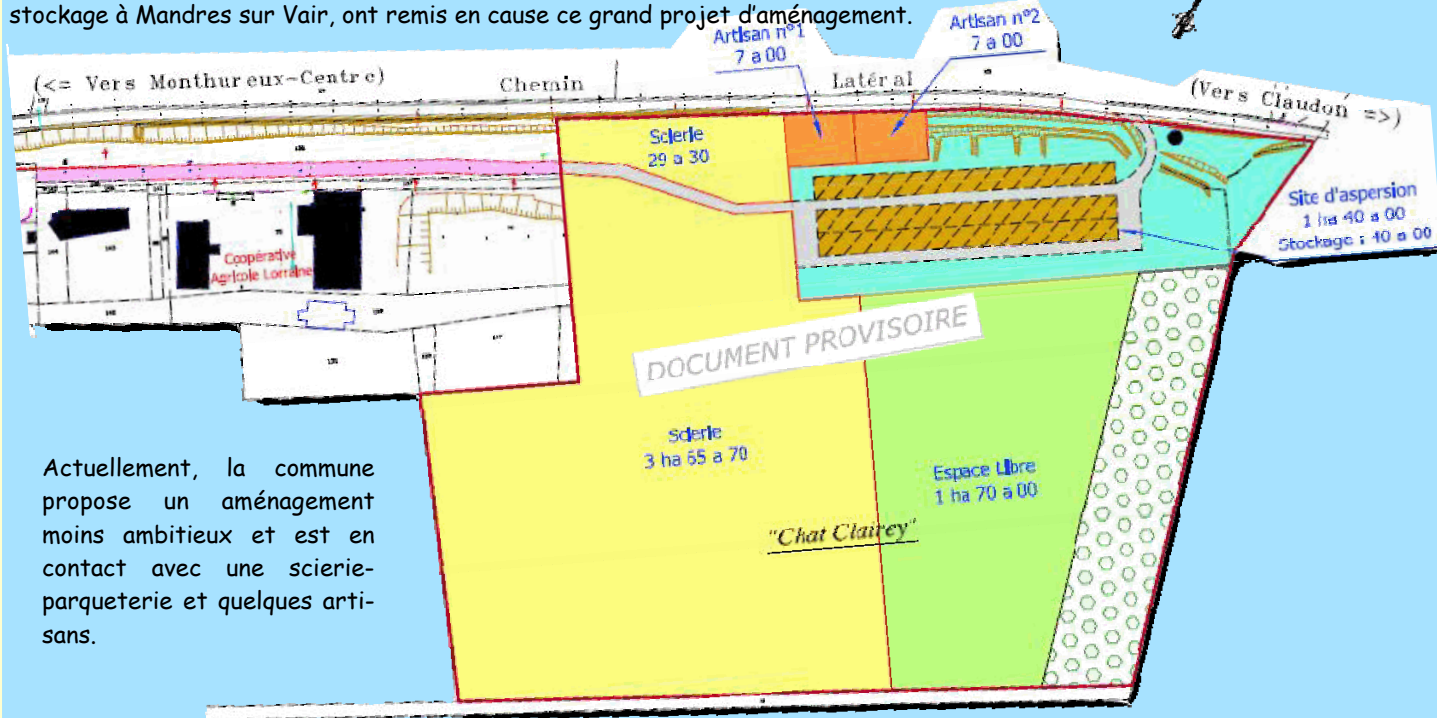 stockage à Mandres sur Vair, ont remis en cause ce grand projet d'aménagement.
Artisan n°1
7 a 00
Artisan n°2
7 a 00
(<= Vers Monthureux-Centre)
Chemin
Latéral
(Vers Claudon =>)
Scierie
29 a 30
Site d'aspersion
1 ha 40 a 00
Stockage : 40 a 00
Coopérative
Agricole Lorraine
DOCUMENT PROVISOIRE
Scierie
3 ha 65 a 70
Espace Libre
1 ha 70 a 00
"Chat Clairey"
Actuellement, la commune
propose un aménagement
moins ambitieux et est en
contact avec une scierie-
parqueterie et quelques arti-
sans.